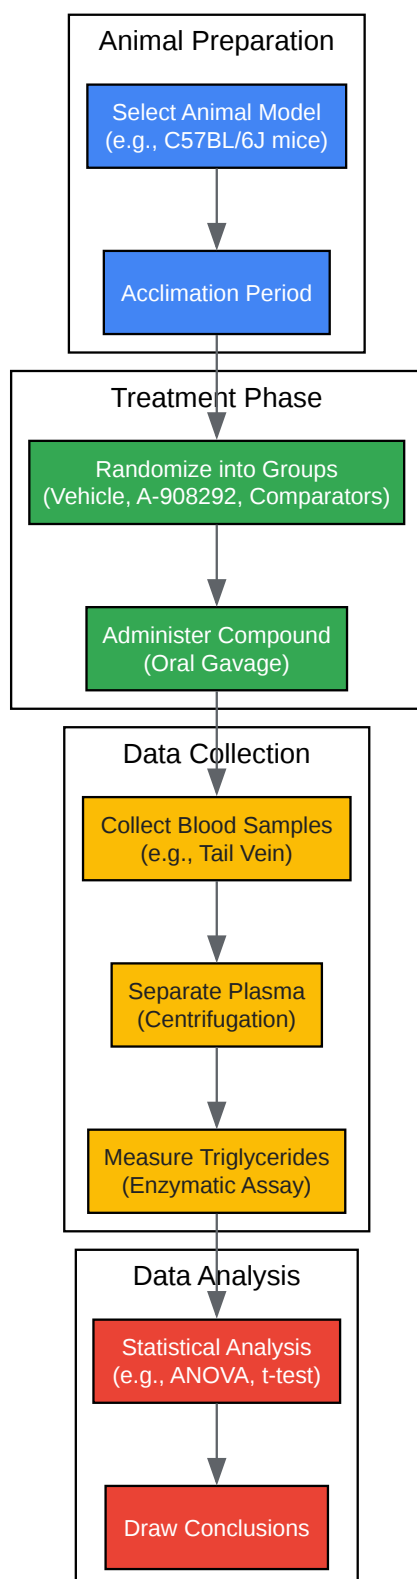 Animal Preparation
Select Animal Model
(e.g., C57BL/6J mice)
Acclimation Period
Treatment Phase
Randomize into Groups
(Vehicle, A-908292, Comparators)
Administer Compound
(Oral Gavage)
Data Collection
Collect Blood Samples
(e.g., Tail Vein)
Separate Plasma
(Centrifugation)
Measure Triglycerides
(Enzymatic Assay)
Data Analysis
Statistical Analysis
(e.g., ANOVA, t-test)
Draw Conclusions